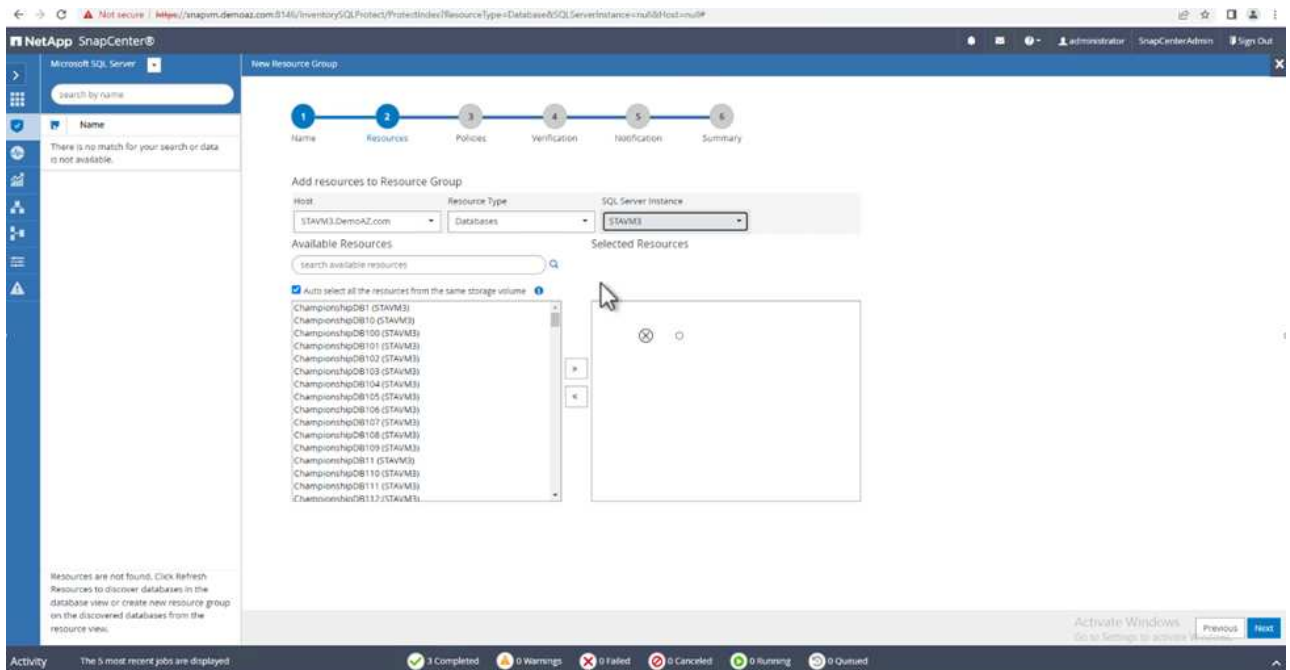 Not secure | https://snapvm.demoaz.com:8146/InventorySQLProtect/ProtectIndex?ResourceType=Database&SQLServerInstance=null&Host=null#
NetApp SnapCenter®
administrator SnapCenterAdmin Sign Out
Microsoft SQL Server
New Resource Group
search by name
Name
There is no match for your search or data
is not available.
1 2 3 4 5 6
Name Resources Policies Verification Notification Summary
Add resources to Resource Group
Host Resource Type SQL Server Instance
STAVM3.DemoAZ.com Databases STAVM3
Available Resources Selected Resources
search available resources
Auto select all the resources from the same storage volume
ChampionshipDB1 (STAVM3)
ChampionshipDB10 (STAVM3)
ChampionshipDB100 (STAVM3)
ChampionshipDB101 (STAVM3)
ChampionshipDB102 (STAVM3)
ChampionshipDB103 (STAVM3)
ChampionshipDB104 (STAVM3)
ChampionshipDB105 (STAVM3)
ChampionshipDB106 (STAVM3)
ChampionshipDB107 (STAVM3)
ChampionshipDB108 (STAVM3)
ChampionshipDB109 (STAVM3)
ChampionshipDB11 (STAVM3)
ChampionshipDB110 (STAVM3)
ChampionshipDB111 (STAVM3)
ChampionshipDB112 (STAVM3)
Resources are not found. Click Refresh
Resources to discover databases in the
database view or create new resource group
on the discovered databases from the
resource view.
Activate Windows
Go to Settings to activate
Previous Next
Activity The 5 most recent jobs are displayed 3 Completed 0 Warnings 0 Failed 0 Canceled 0 Running 0 Queued